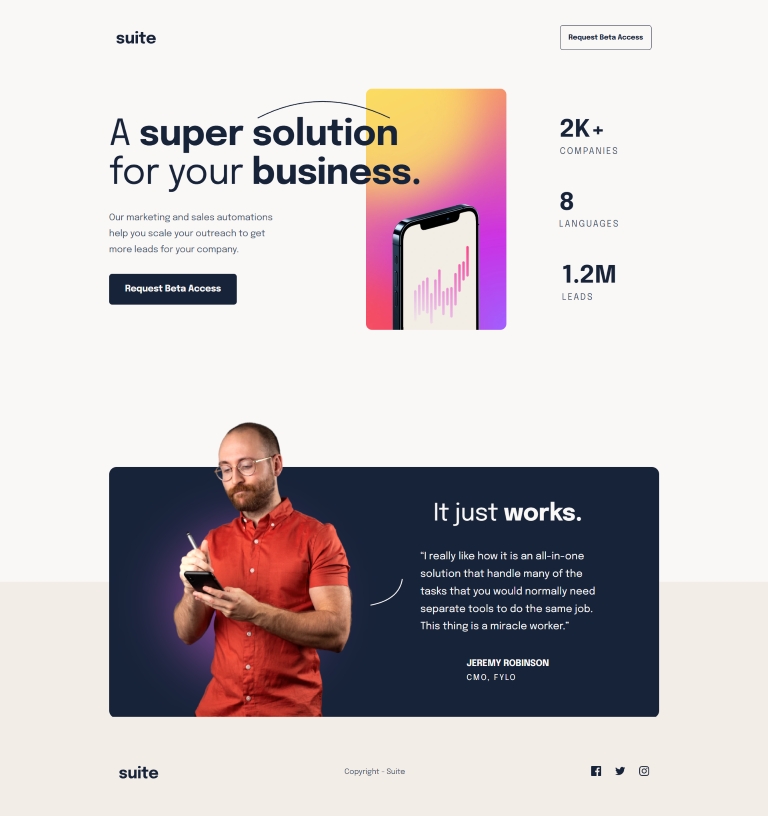 suite
Request Beta Access
A super solution
for your business.
Our marketing and sales automations
help you scale your outreach to get
more leads for your company.
Request Beta Access
2K+
COMPANIES
8
LANGUAGES
1.2M
LEADS
It just works.
“I really like how it is an all-in-one
solution that handle many of the
tasks that you would normally need
separate tools to do the same job.
This thing is a miracle worker.”
JEREMY ROBINSON
CMO, FYLO
suite
Copyright - Suite